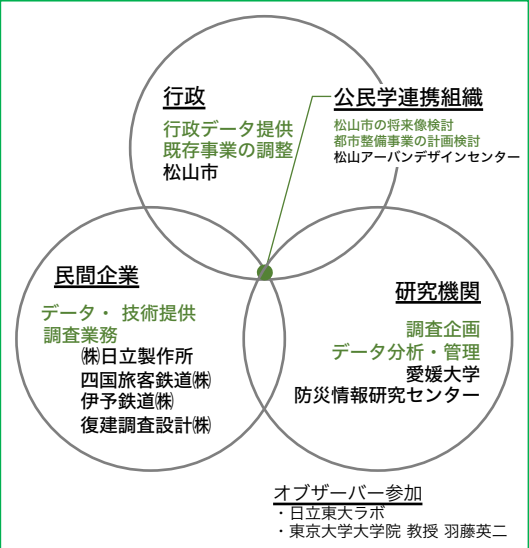 行政
行政データ提供
既存事業の調整
松山市
公民学連携組織
松山市の将来像検討
都市整備事業の計画検討
松山アーバンデザインセンター
民間企業
データ・ 技術提供
調査業務
㈱日立製作所
四国旅客鉄道㈱
伊予鉄道㈱
復建調査設計㈱
研究機関
調査企画
データ分析・管理
愛媛大学
防災情報研究センター
オブザーバー参加
・日立東大ラボ
・東京大学大学院 教授 羽藤英二